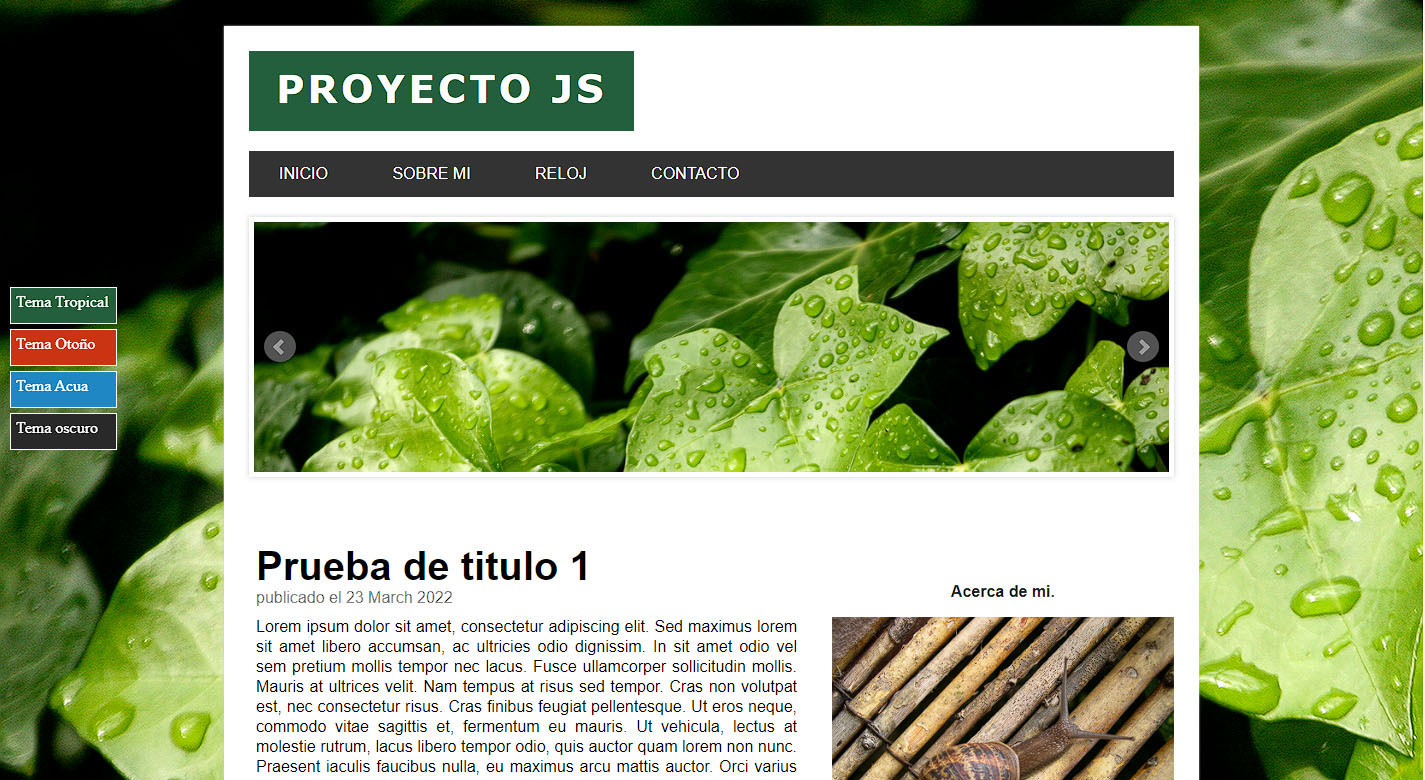 PROYECTO JS
INICIO SOBRE MI RELOJ CONTACTO
Tema Tropical
Tema Otoño
Tema Acua
Tema oscuro
Prueba de titulo 1
publicado el 23 March 2022
Lorem ipsum dolor sit amet, consectetur adipiscing elit. Sed maximus lorem
sit amet libero accumsan, ac ultricies odio dignissim. In sit amet odio vel
sem pretium mollis tempor nec lacus. Fusce ullamcorper sollicitudin mollis.
Mauris at ultrices velit. Nam tempus at risus sed tempor. Cras non volutpat
est, nec consectetur risus. Cras finibus feugiat pellentesque. Ut eros neque,
commodo vitae sagittis et, fermentum eu mauris. Ut vehicula, lectus at
molestie rutrum, lacus libero tempor odio, quis auctor quam lorem non nunc.
Praesent iaculis faucibus nulla, eu maximus arcu mattis auctor. Orci varius
Acerca de mi.